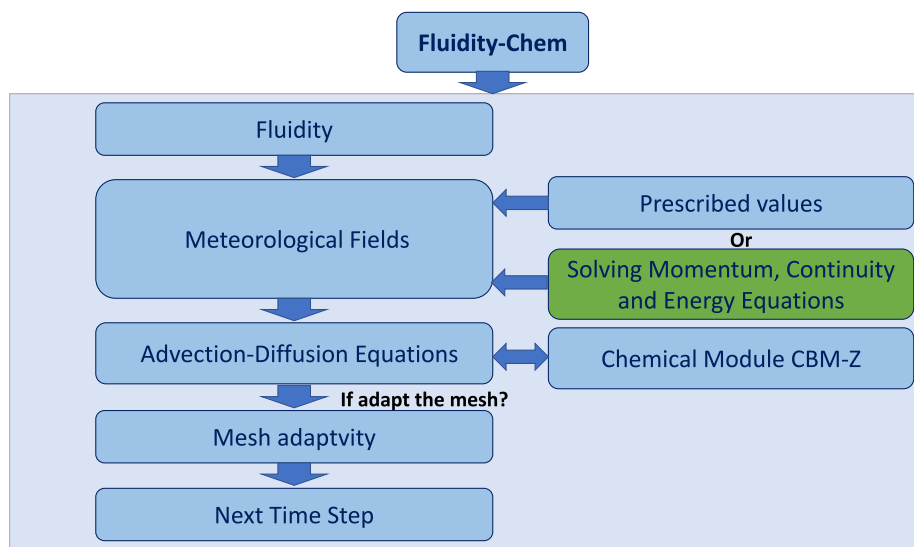 Fluidity-Chem
Fluidity
Meteorological Fields
Prescribed values
Or
Solving Momentum, Continuity
and Energy Equations
Advection-Diffusion Equations
Chemical Module CBM-Z
If adapt the mesh?
Mesh adaptvity
Next Time Step